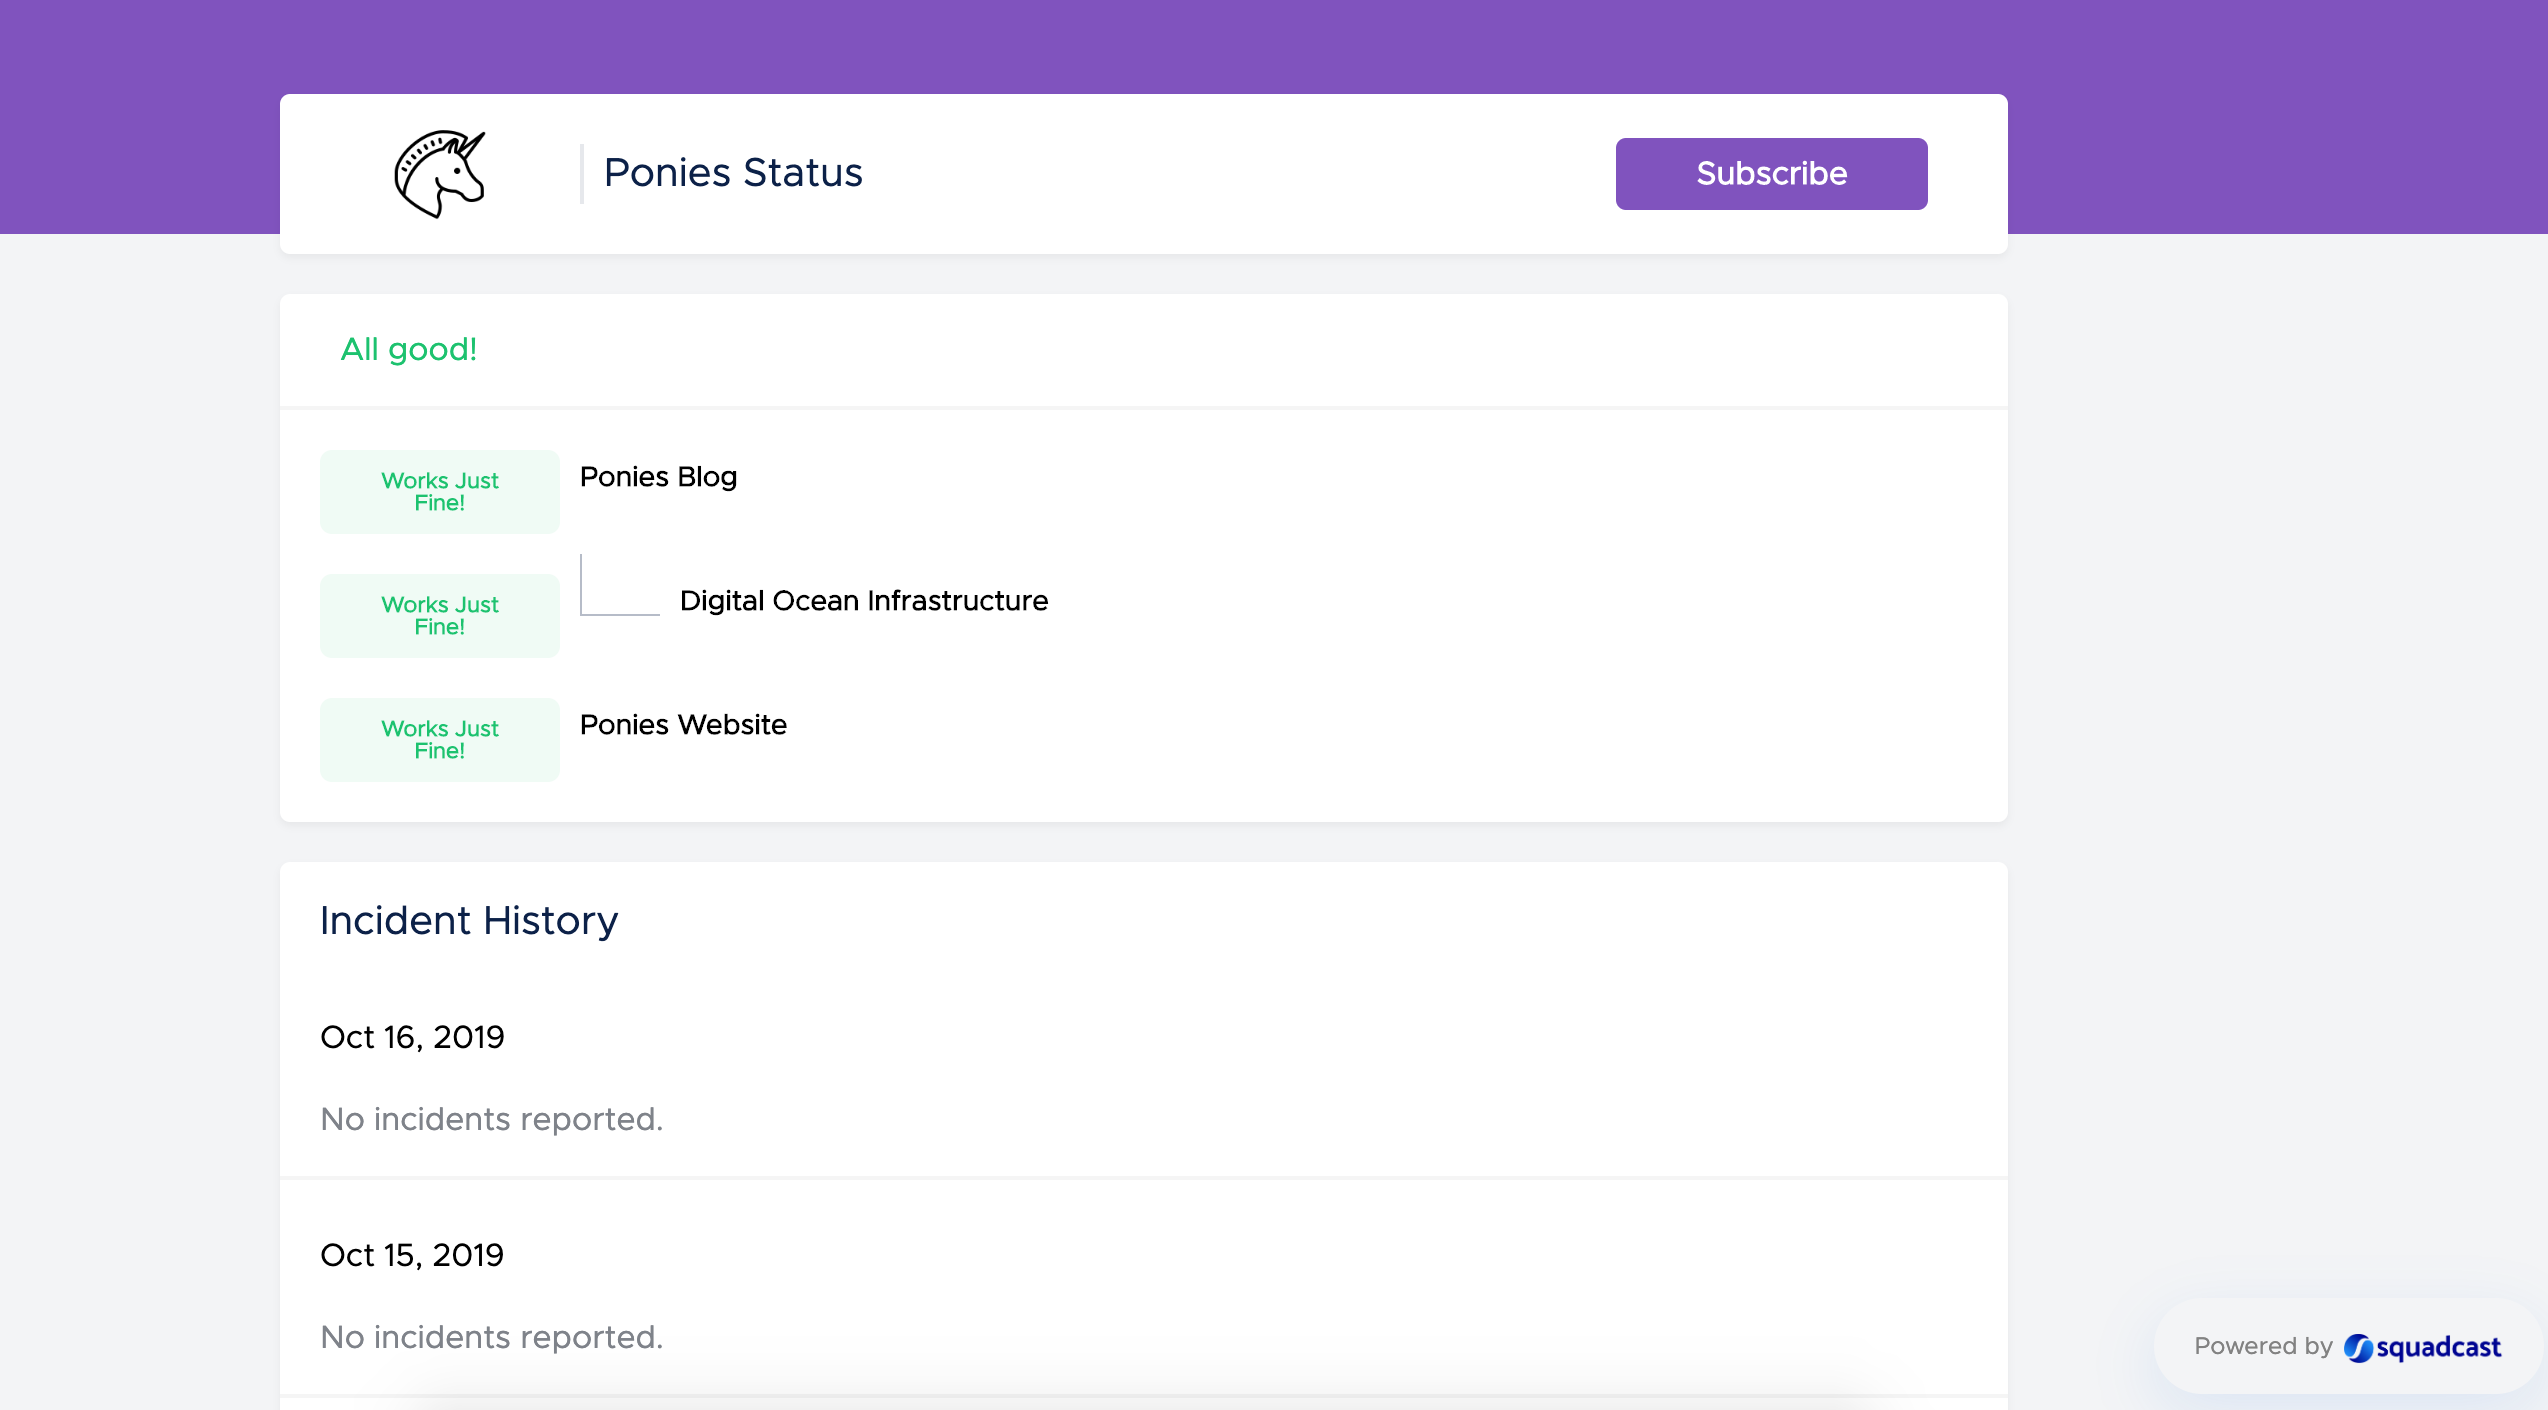 Ponies Status
Subscribe
All good!
Works Just
Fine!
Ponies Blog
Works Just
Fine!
Digital Ocean Infrastructure
Works Just
Fine!
Ponies Website
Incident History
Oct 16, 2019
No incidents reported.
Oct 15, 2019
No incidents reported.
Powered by squadcast